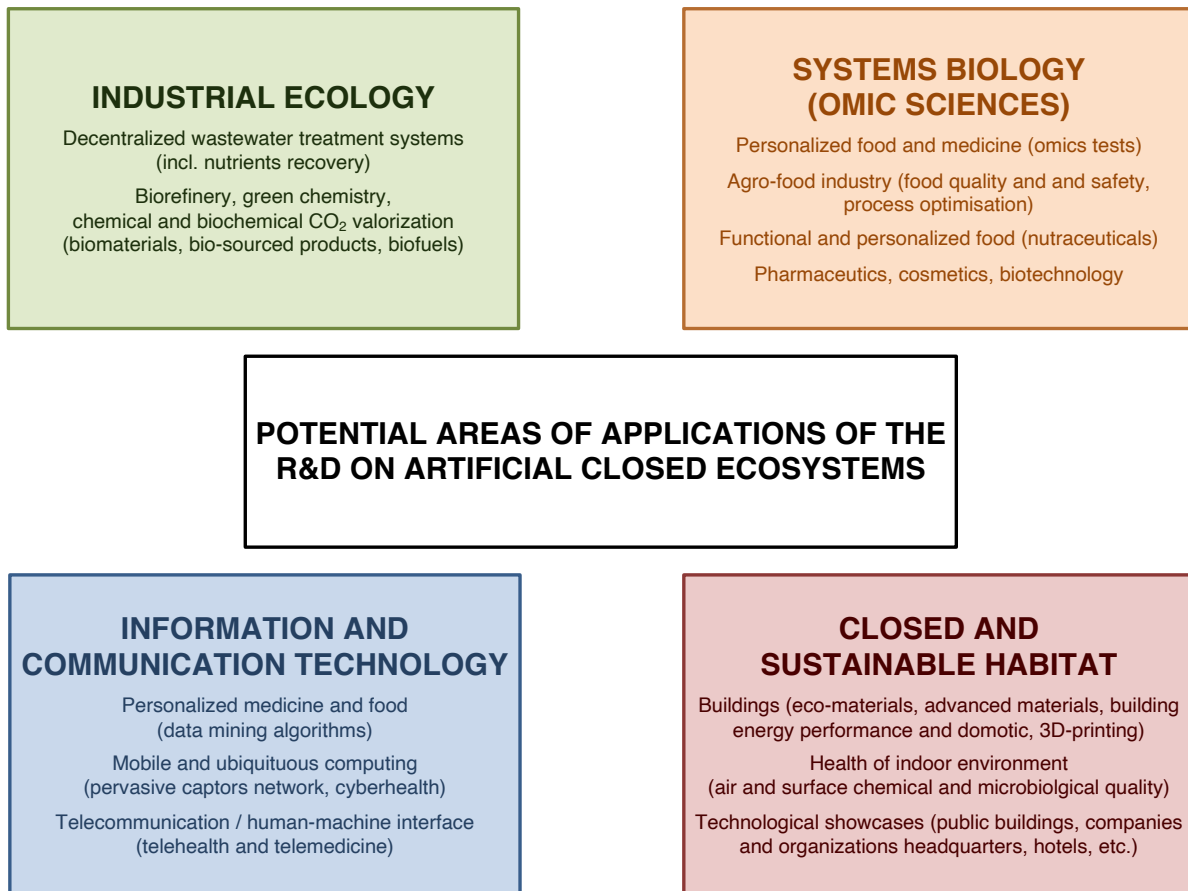 INDUSTRIAL ECOLOGY
Decentralized wastewater treatment systems
(incl. nutrients recovery)
Biorefinery, green chemistry,
chemical and biochemical CO₂ valorization
(biomaterials, bio-sourced products, biofuels)
SYSTEMS BIOLOGY
(OMIC SCIENCES)
Personalized food and medicine (omics tests)
Agro-food industry (food quality and and safety,
process optimisation)
Functional and personalized food (nutraceuticals)
Pharmaceutics, cosmetics, biotechnology
POTENTIAL AREAS OF APPLICATIONS OF THE
R&D ON ARTIFICIAL CLOSED ECOSYSTEMS
INFORMATION AND
COMMUNICATION TECHNOLOGY
Personalized medicine and food
(data mining algorithms)
Mobile and ubiquituous computing
(pervasive captors network, cyberhealth)
Telecommunication / human-machine interface
(telehealth and telemedicine)
CLOSED AND
SUSTAINABLE HABITAT
Buildings (eco-materials, advanced materials, building
energy performance and domotic, 3D-printing)
Health of indoor environment
(air and surface chemical and microbiolgical quality)
Technological showcases (public buildings, companies
and organizations headquarters, hotels, etc.)